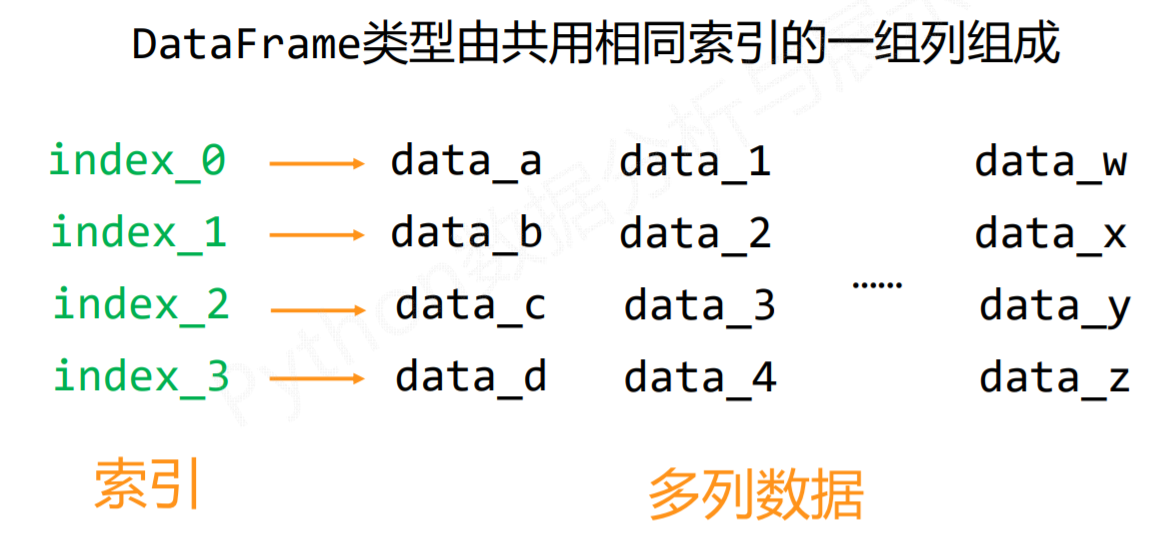 DataFrame类型由共用相同索引的一组列组成
index_0 data_a data_1 data_w
index_1 data_b data_2 data_x
……
index_2 data_c data_3 data_y
index_3 data_d data_4 data_z
索引 多列数据
Python数据分析与展示